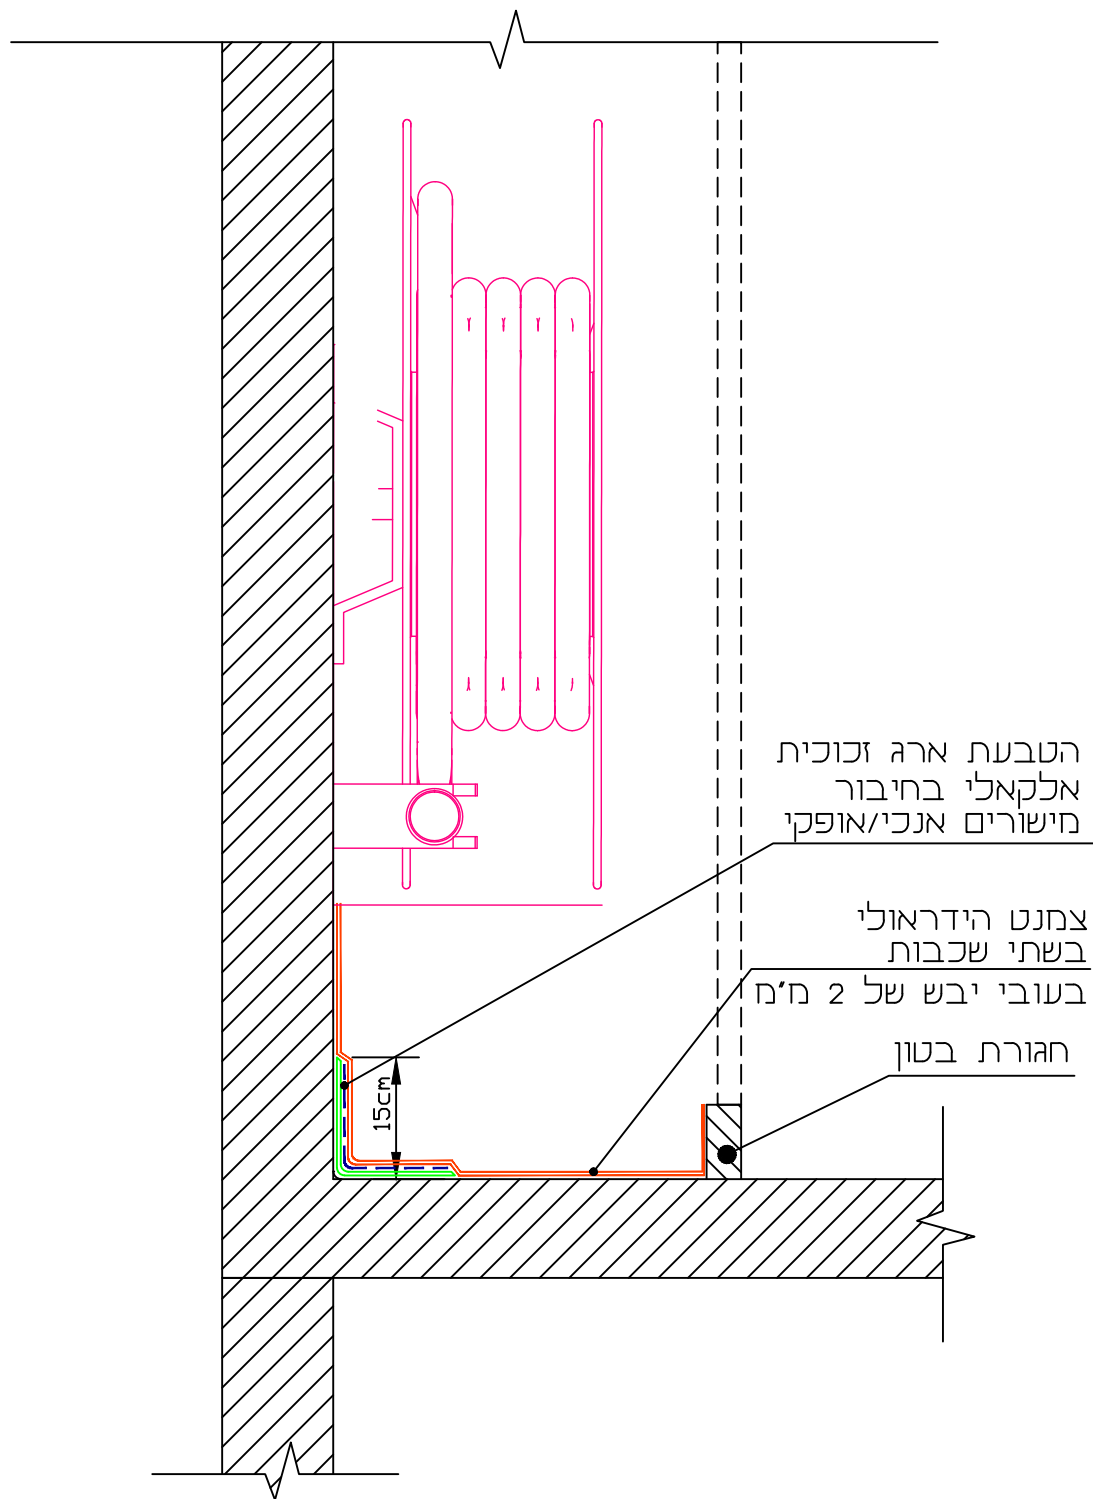 הטבעת ארג זכוכית
אלקאלי בחיבור
מישורים אנכי/אופקי
צמנט הידראולי
בשתי שכבות
בעובי יבש של 2 מ"מ
חגורת בטון
15cm